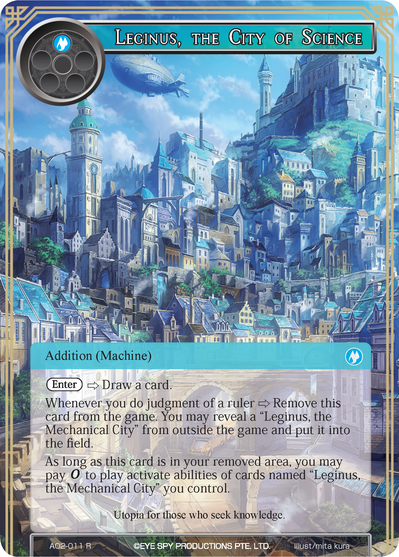 Leginus, the City of Science
Addition (Machine)
Enter ⇨ Draw a card.
Whenever you do judgment of a ruler ⇨ Remove
this card from the game. You may reveal a "Leginus, the
Mechanical City" from outside the game and put it into
the field.
As long as this card is in your removed area, you may
pay 0 to play activate abilities of cards named "Leginus,
the Mechanical City" you control.
Utopia for those who seek knowledge.
A02-011 R
©EYE SPY PRODUCTIONS PTE. LTD.
illust/mita kura